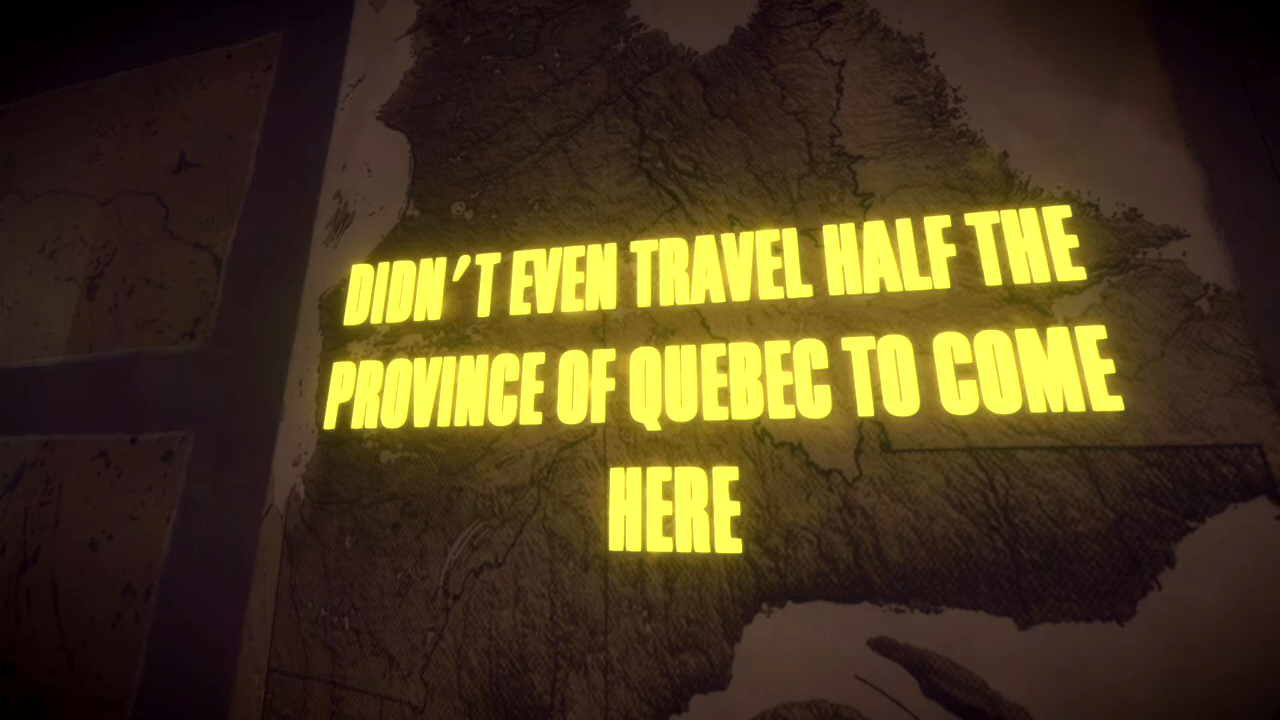 DIDN'T EVEN TRAVEL HALF THE
PROVINCE OF QUEBEC TO COME
HERE